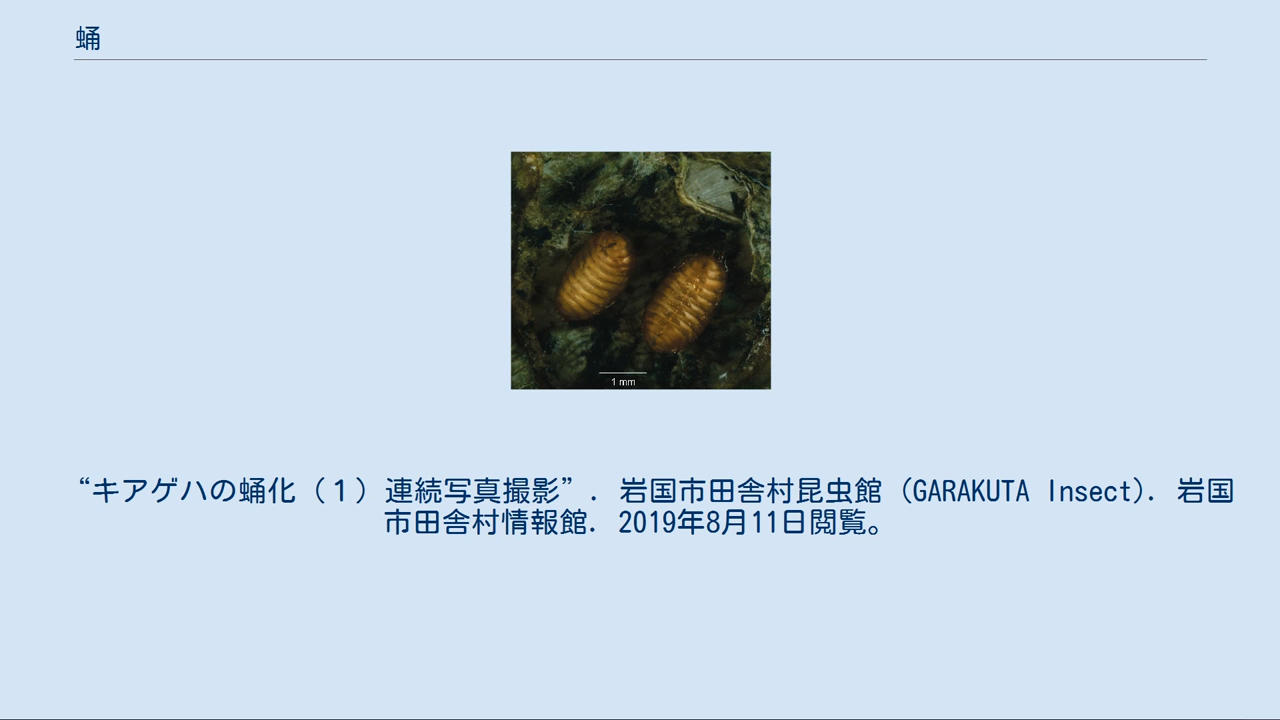 蛹
1 mm
“キアゲハの蛹化（１）連続写真撮影”. 岩国市田舎村昆虫館 (GARAKUTA Insect). 岩国
市田舎村情報館. 2019年8月11日閲覧。